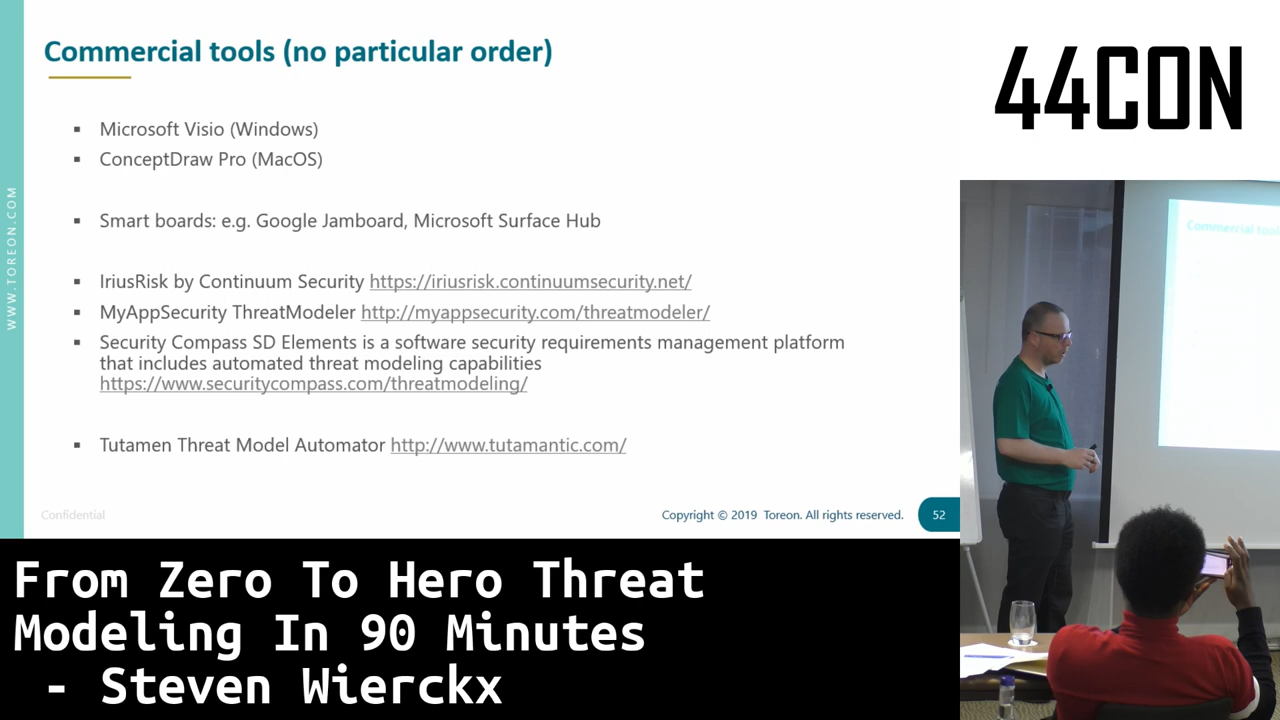 Commercial tools (no particular order)
▪ Microsoft Visio (Windows)
▪ ConceptDraw Pro (MacOS)
▪ Smart boards: e.g. Google Jamboard, Microsoft Surface Hub
▪ IriusRisk by Continuum Security https://iriusrisk.continuumsecurity.net/
▪ MyAppSecurity ThreatModeler http://myappsecurity.com/threatmodeler/
▪ Security Compass SD Elements is a software security requirements management platform
that includes automated threat modeling capabilities
https://www.securitycompass.com/threatmodeling/
▪ Tutamen Threat Model Automator http://www.tutamantic.com/
WWW.TOREON.COM
Confidential
Copyright © 2019 Toreon. All rights reserved.
52
44CON
Commercial tool
From Zero To Hero Threat
Modeling In 90 Minutes
- Steven Wierckx